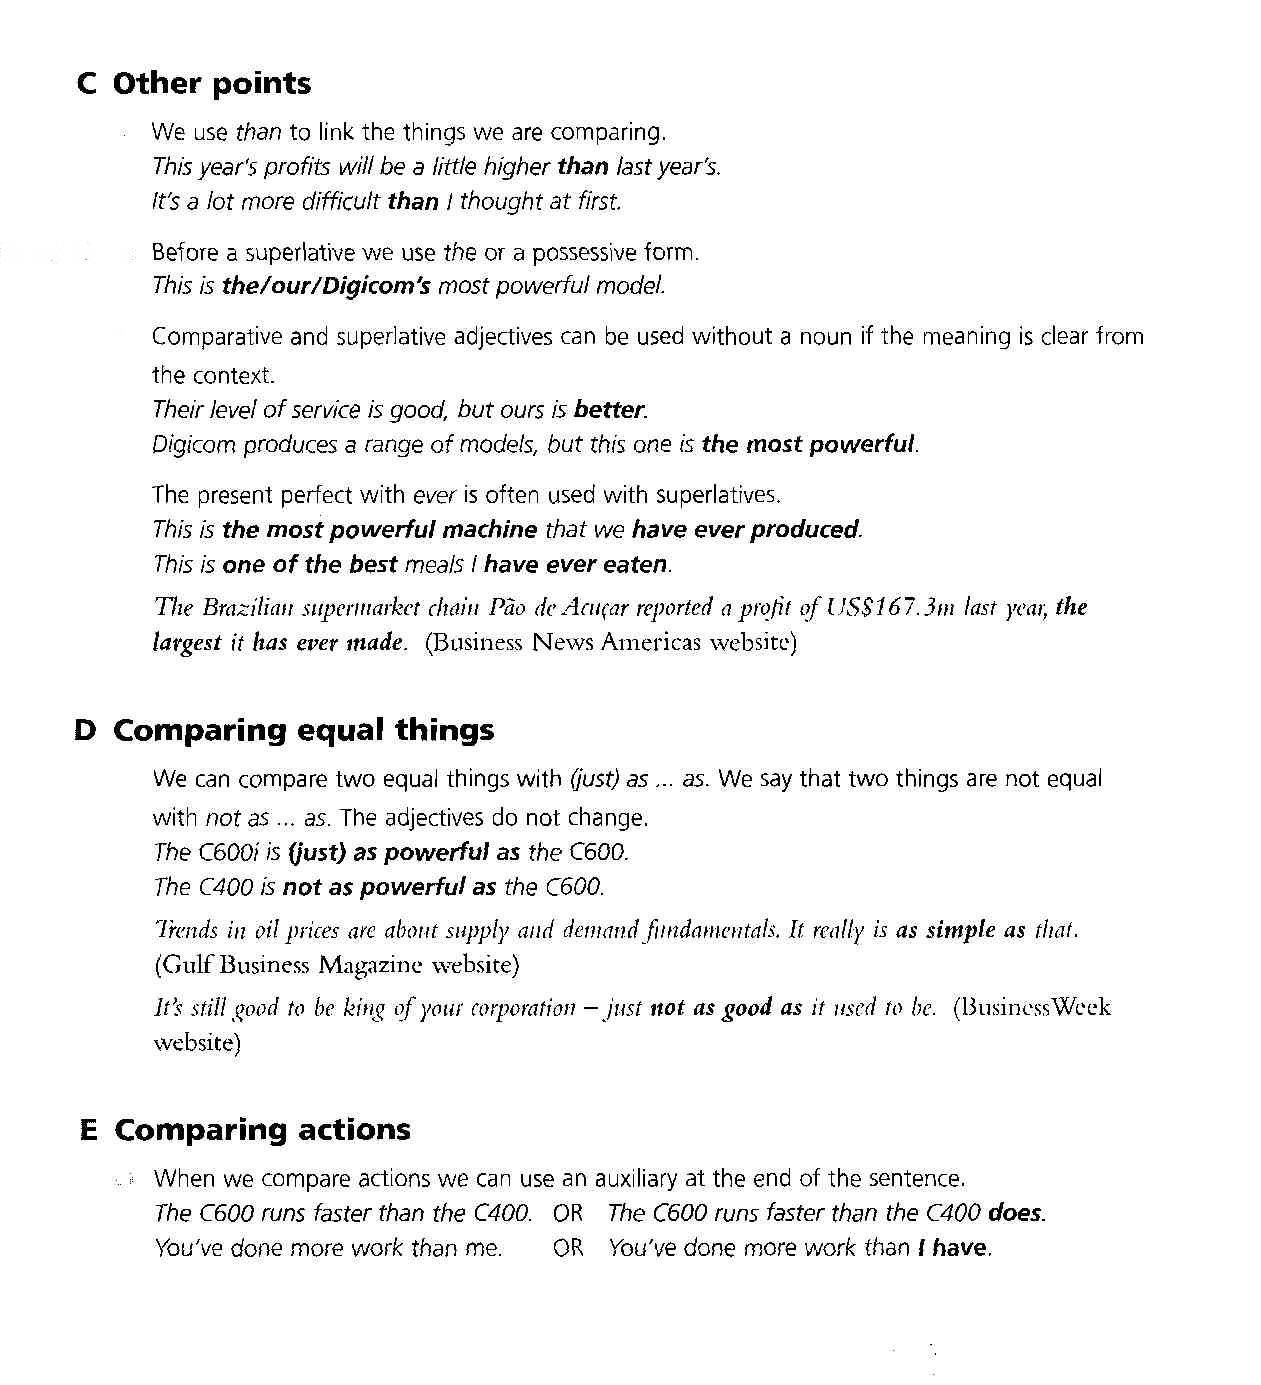 C Other points
We use than to link the things we are comparing.
This year's profits will be a little higher than last year's.
It's a lot more difficult than I thought at first.
Before a superlative we use the or a possessive form.
This is the/our/Digicom's most powerful model.
Comparative and superlative adjectives can be used without a noun if the meaning is clear from
the context.
Their level of service is good, but ours is better.
Digicom produces a range of models, but this one is the most powerful.
The present perfect with ever is often used with superlatives.
This is the most powerful machine that we have ever produced.
This is one of the best meals I have ever eaten.
The Brazilian supermarket chain Pão de Acuçar reported a profit of US$167.3m last year, the
largest it has ever made. (Business News Americas website)
D Comparing equal things
We can compare two equal things with (just) as ... as. We say that two things are not equal
with not as ... as. The adjectives do not change.
The C600i is (just) as powerful as the C600.
The C400 is not as powerful as the C600.
Trends in oil prices are about supply and demand fundamentals. It really is as simple as that.
(Gulf Business Magazine website)
It's still good to be king of your corporation – just not as good as it used to be. (BusinessWeek
website)
E Comparing actions
When we compare actions we can use an auxiliary at the end of the sentence.
The C600 runs faster than the C400. OR The C600 runs faster than the C400 does.
You've done more work than me. OR You've done more work than I have.